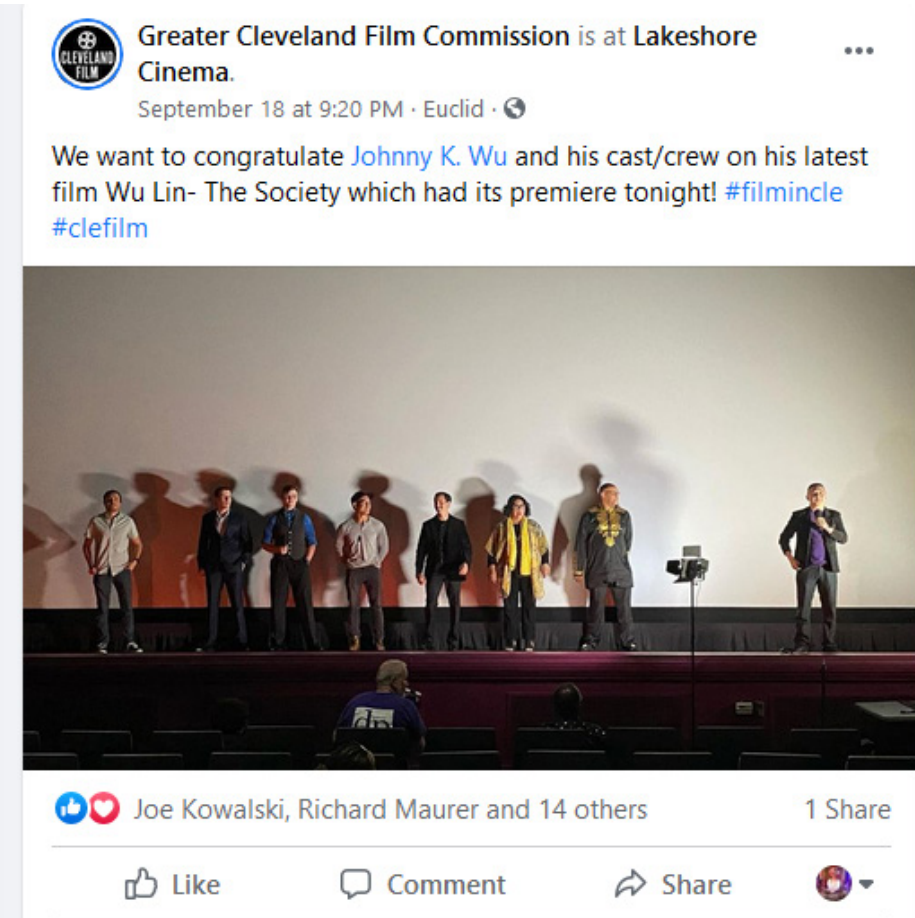 CLEVELAND
FILM
Greater Cleveland Film Commission is at Lakeshore
Cinema.
September 18 at 9:20 PM · Euclid ·
We want to congratulate Johnny K. Wu and his cast/crew on his latest
film Wu Lin- The Society which had its premiere tonight! #filmincle
#clefilm
dp
Joe Kowalski, Richard Maurer and 14 others
1 Share
Like
Comment
Share